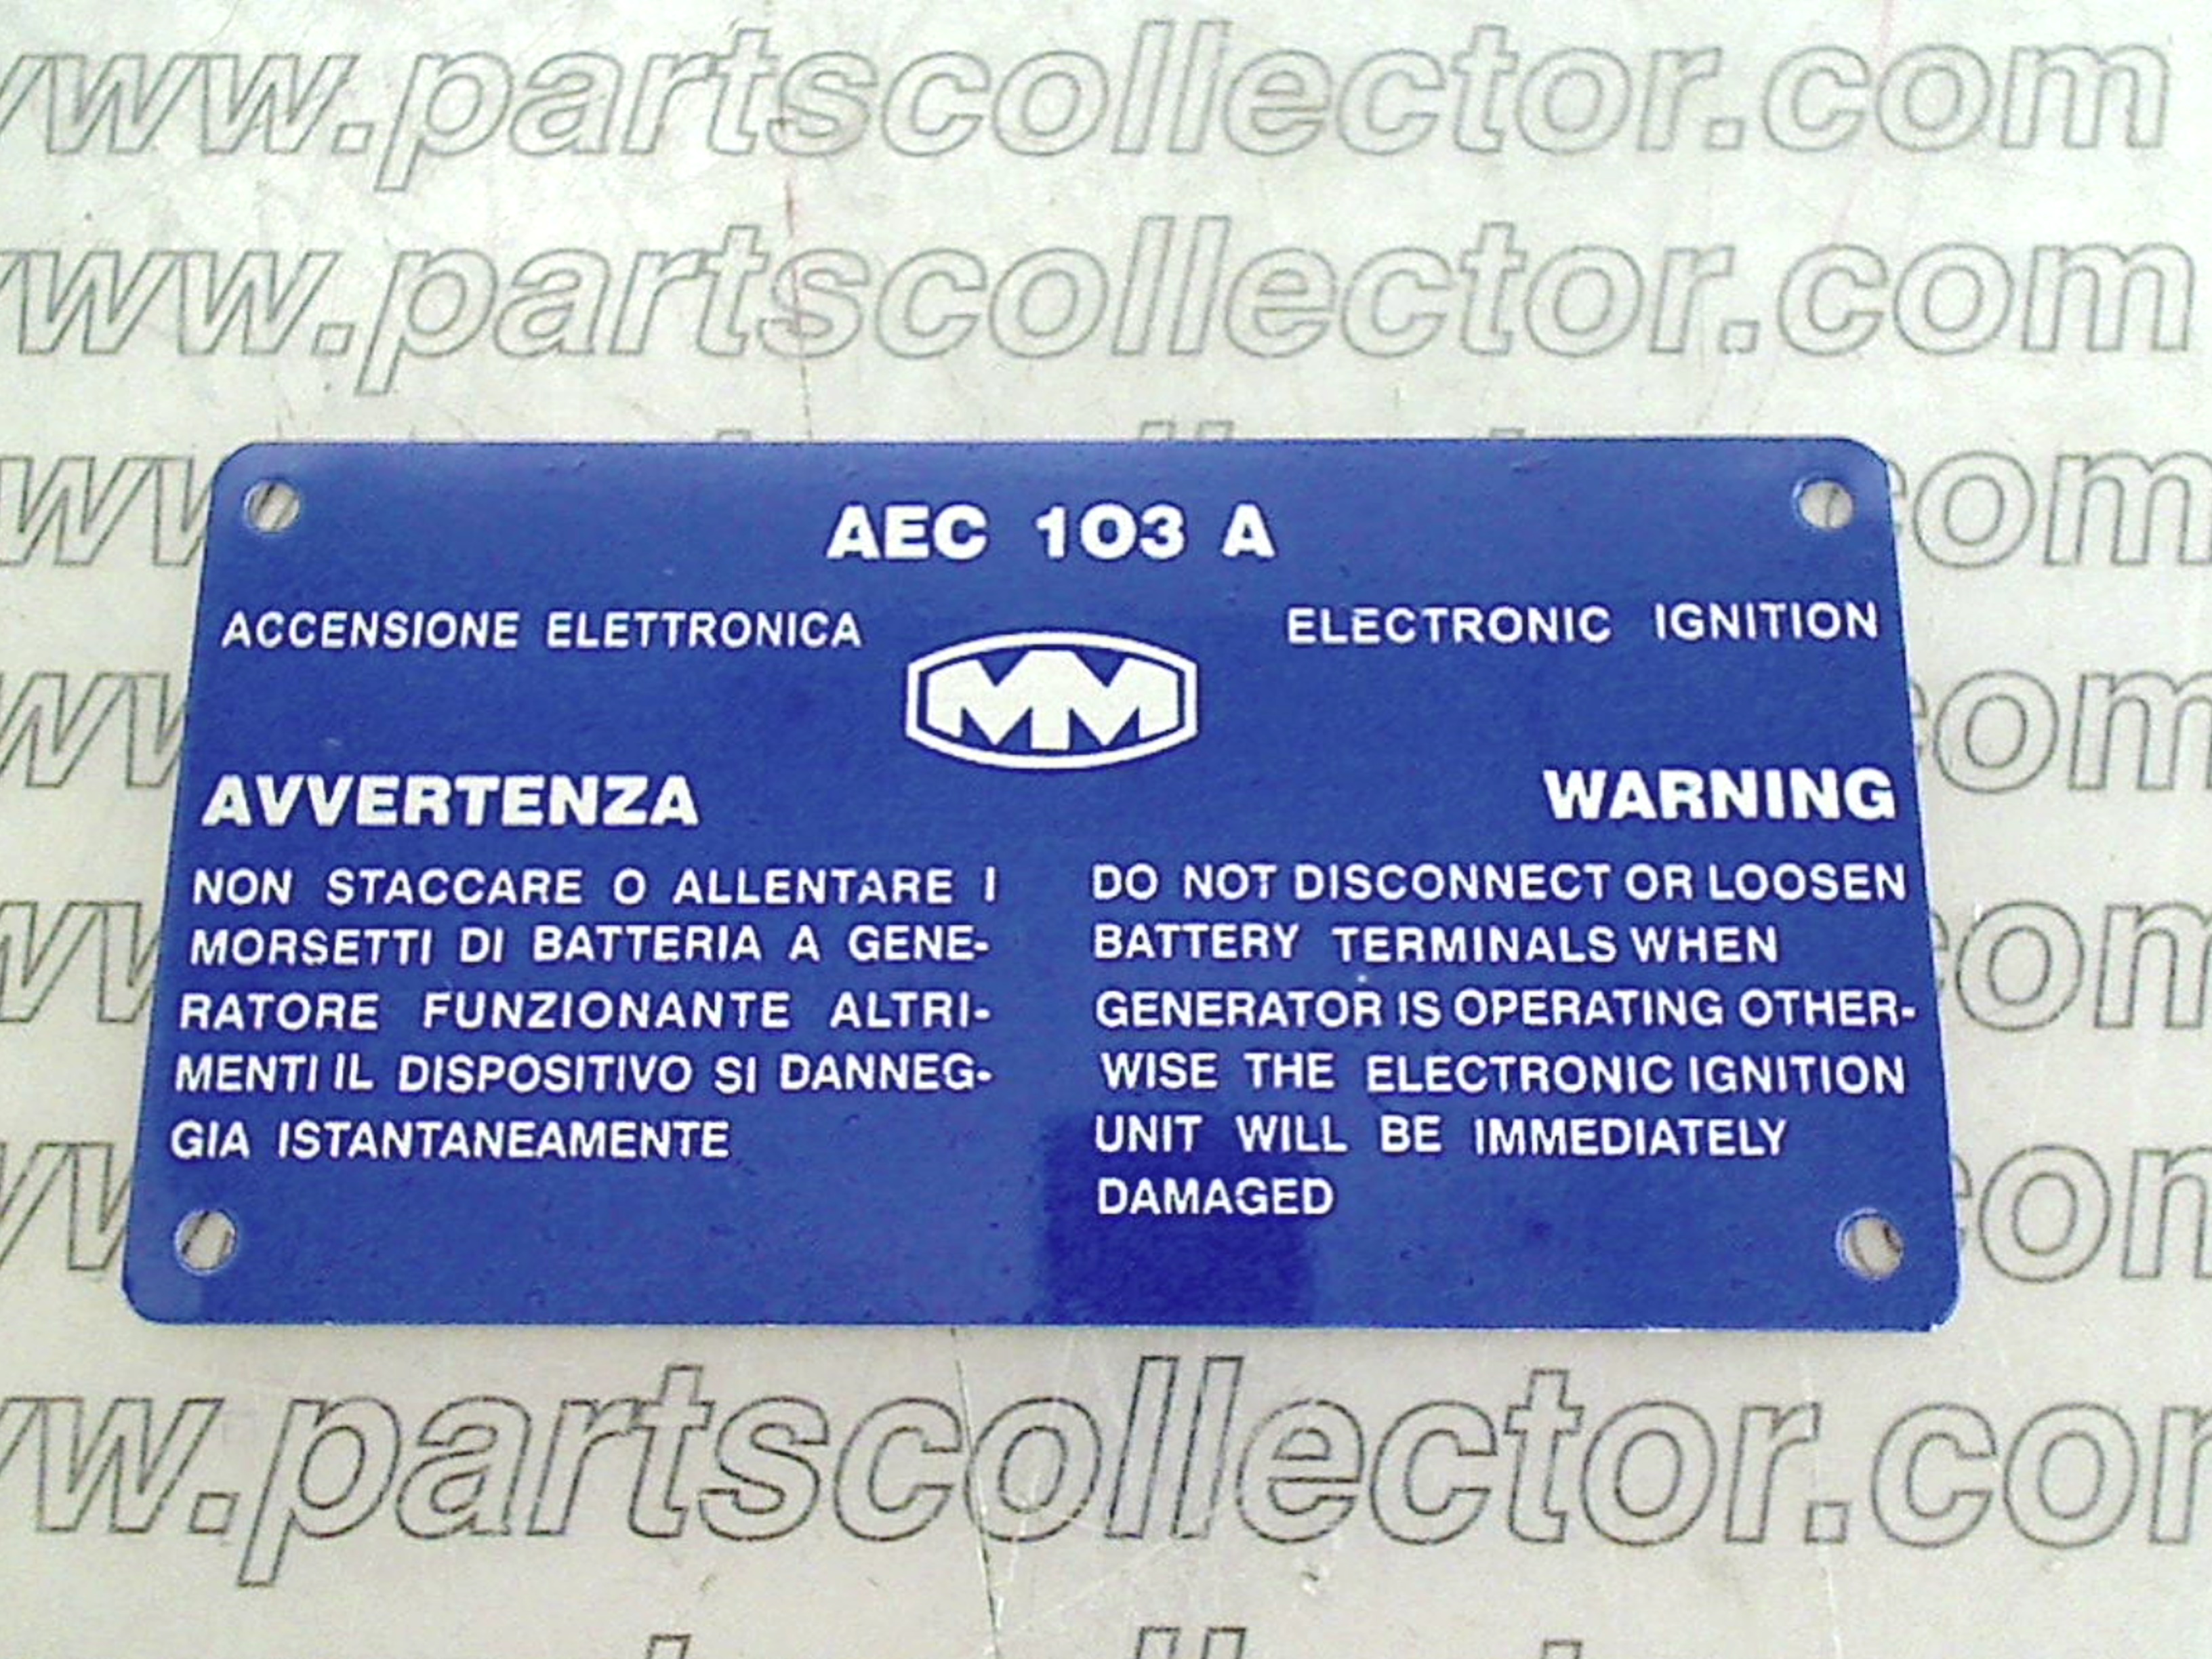 www.partscollector.com
www.partscollector.com
AEC 103 A
ACCENSIONE ELETTRONICA
ELECTRONIC IGNITION
MM
AVVERTENZA
NON STACCARE O ALLENTARE I
MORSETTI DI BATTERIA A GENE-
RATORE FUNZIONANTE ALTRI-
MENTI IL DISPOSITIVO SI DANNEG-
GIA ISTANTANEAMENTE
WARNING
DO NOT DISCONNECT OR LOOSEN
BATTERY TERMINALS WHEN
GENERATOR IS OPERATING OTHER-
WISE THE ELECTRONIC IGNITION
UNIT WILL BE IMMEDIATELY
DAMAGED
w.partscollector.com